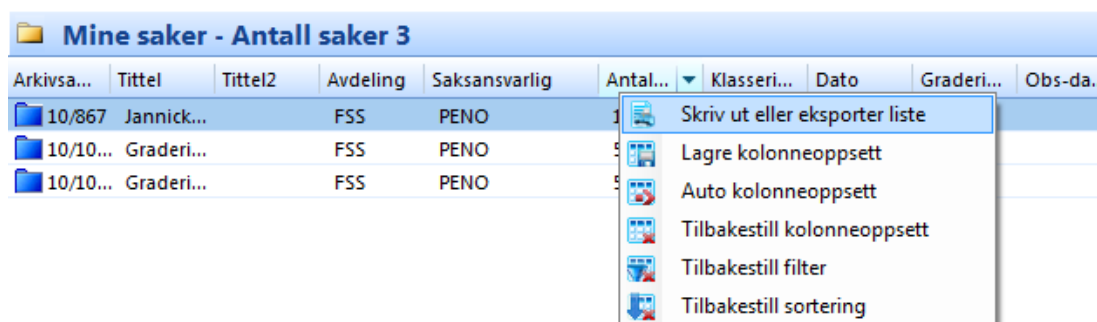 Mine saker - Antall saker 3
Arkivsa... Tittel Tittel2 Avdeling Saksansvarlig Antal... Klasseri... Dato Graderi... Obs-da...
10/867 Jannick... FSS PENO 1
10/10... Graderi... FSS PENO 5
10/10... Graderi... FSS PENO 5
Skriv ut eller eksporter liste
Lagre kolonneoppsett
Auto kolonneoppsett
Tilbakestill kolonneoppsett
Tilbakestill filter
Tilbakestill sortering